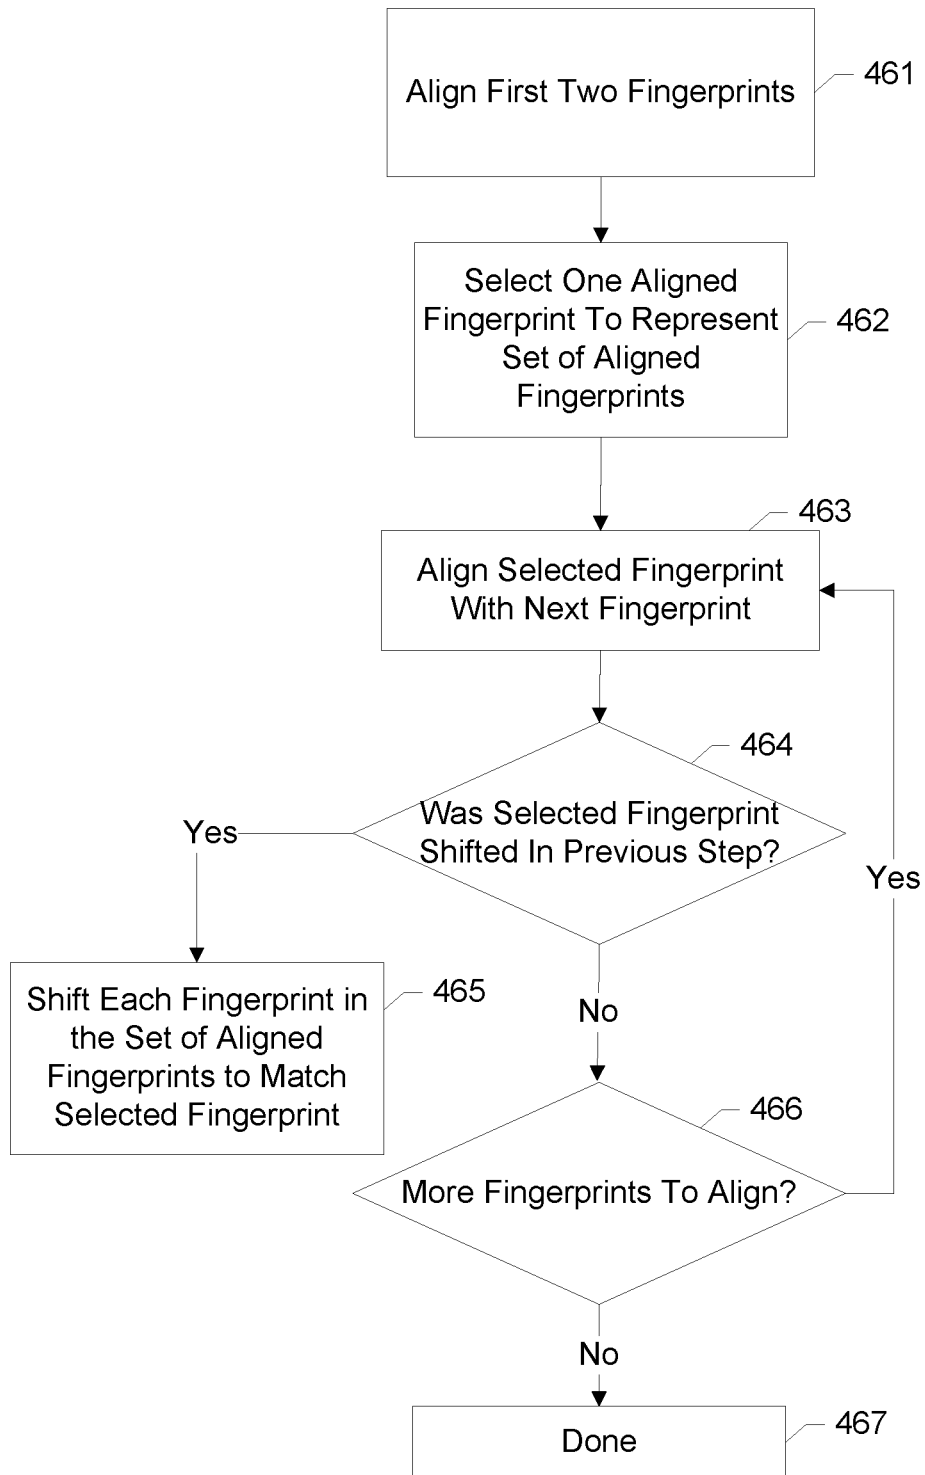 Align First Two Fingerprints
461
Select One Aligned
Fingerprint To Represent
Set of Aligned
Fingerprints
462
463
Align Selected Fingerprint
With Next Fingerprint
464
Was Selected Fingerprint
Shifted In Previous Step?
Yes
Yes
Shift Each Fingerprint in
the Set of Aligned
Fingerprints to Match
Selected Fingerprint
465
No
466
More Fingerprints To Align?
No
Done
467